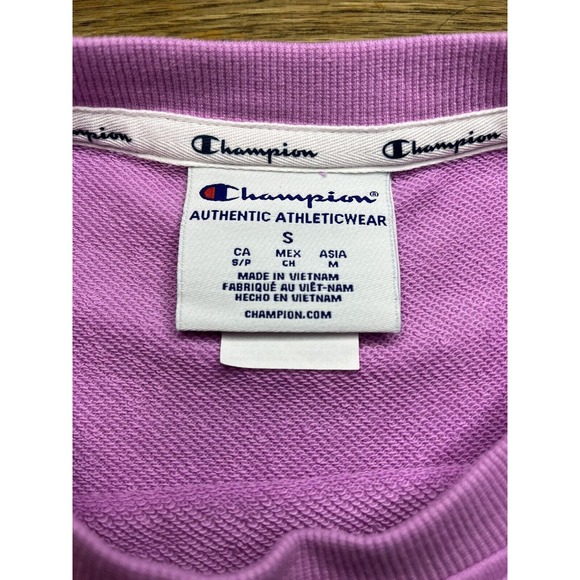 Champion Champion Champion
Champion®
AUTHENTIC ATHLETICWEAR
S
CA MEX ASIA
S/P CH M
MADE IN VIETNAM
FABRIQUÉ AU VIÊT-NAM
HECHO EN VIETNAM
CHAMPION.COM